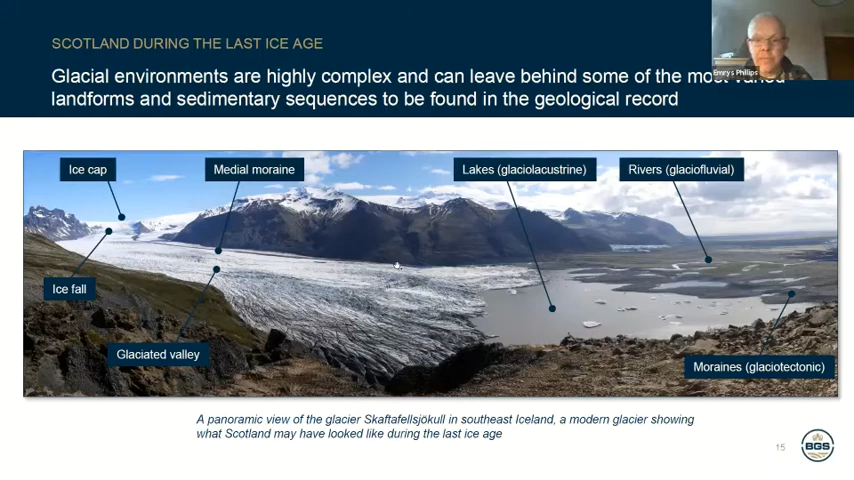 SCOTLAND DURING THE LAST ICE AGE
Emrys Phillips
Glacial environments are highly complex and can leave behind some of the most varied
landforms and sedimentary sequences to be found in the geological record
Ice cap
Medial moraine
Lakes (glaciolacustrine)
Rivers (glaciofluvial)
Ice fall
Glaciated valley
Moraines (glaciotectonic)
A panoramic view of the glacier Skaftafellsjökull in southeast Iceland, a modern glacier showing
what Scotland may have looked like during the last ice age
15
BGS